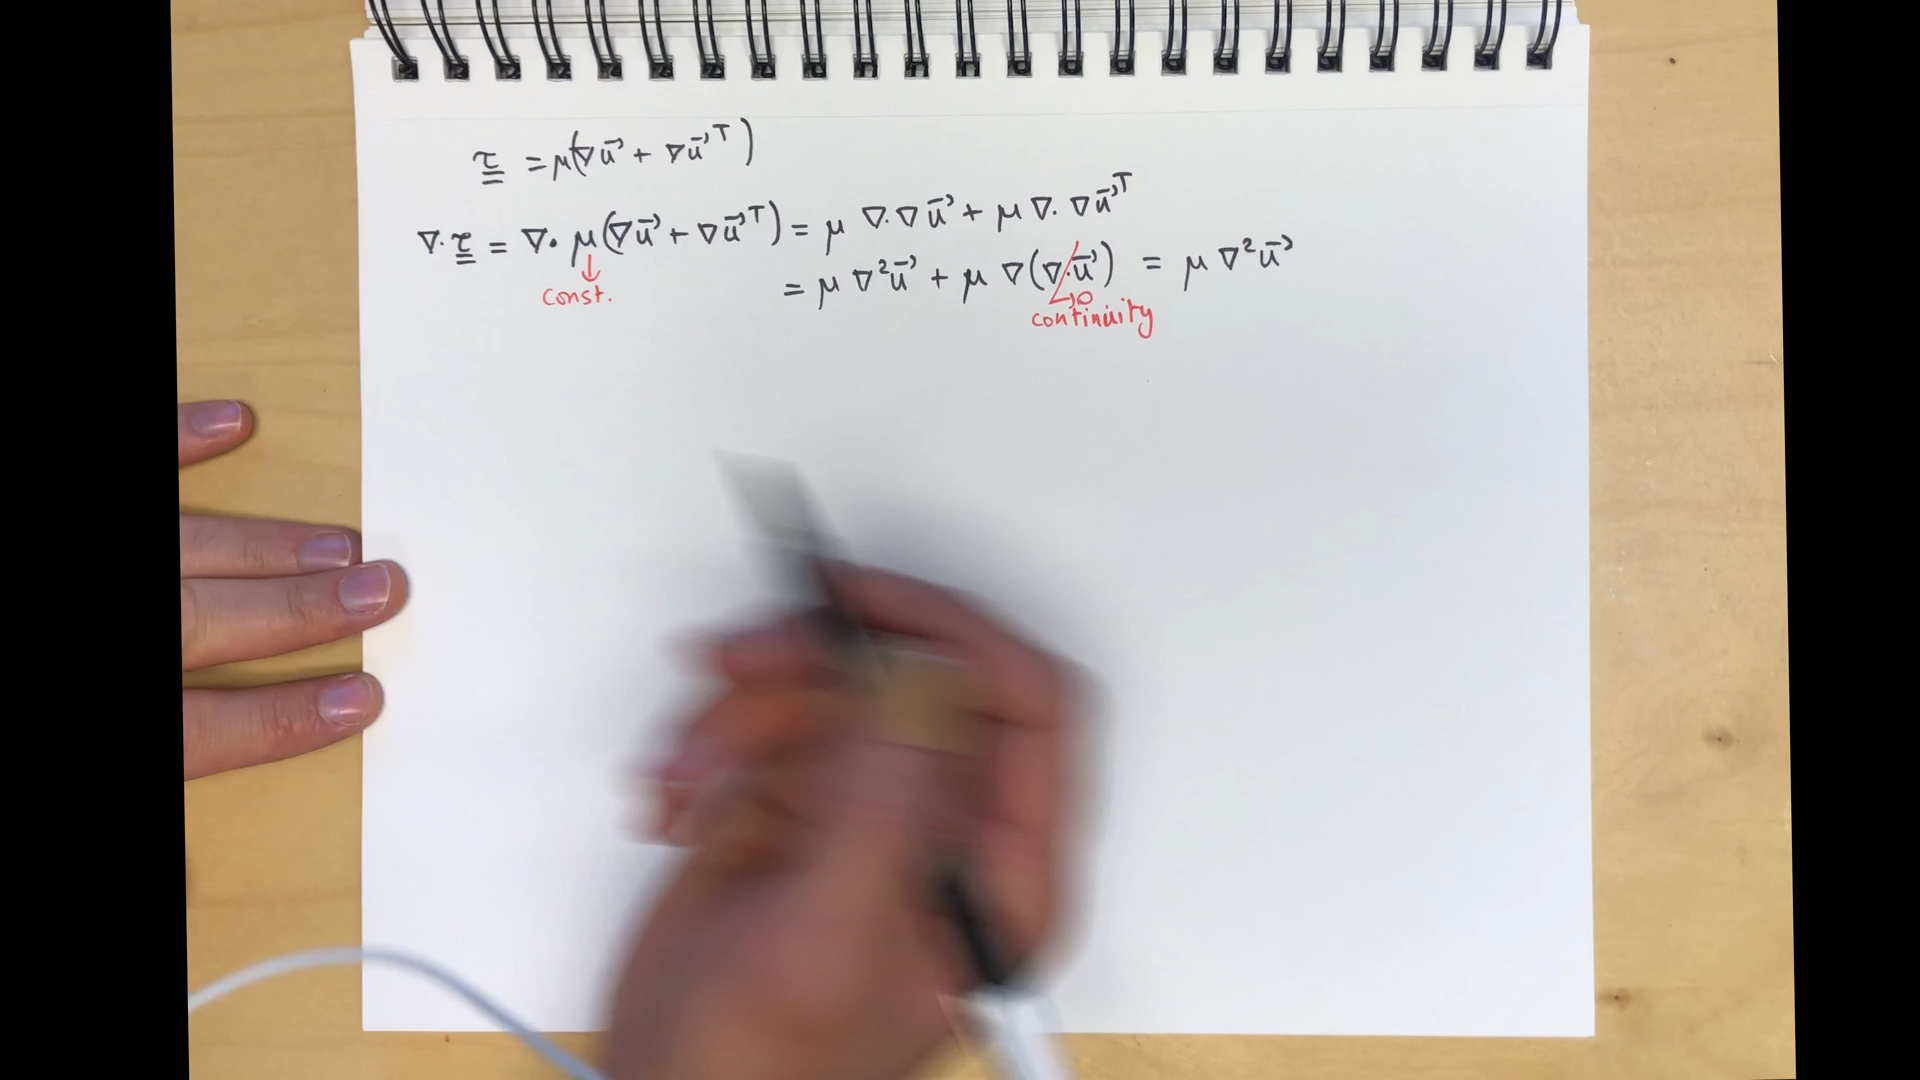 τ = μ(∇u⃗ + ∇u⃗ᵀ)
∇·τ = ∇· μ(∇u⃗ + ∇u⃗ᵀ) = μ ∇·∇u⃗ + μ∇·∇u⃗ᵀ
= μ ∇²u⃗ + μ ∇(∇·u⃗) = μ ∇²u⃗
↓
const.
→0
continuity